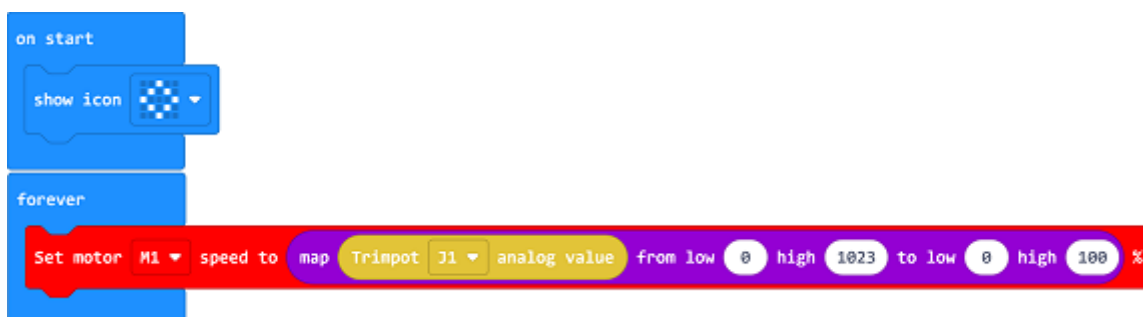 on start
show icon
forever
Set motor M1 speed to map Trimpot J1 analog value from low 0 high 1023 to low 0 high 100 %